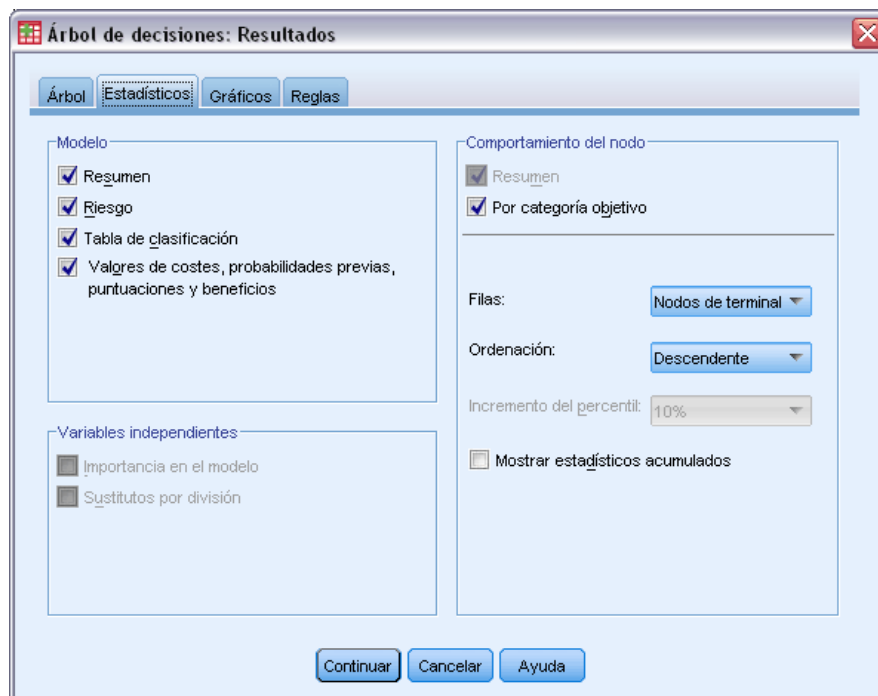 Árbol de decisiones: Resultados
Árbol
Estadísticos
Gráficos
Reglas
Modelo
Resumen
Riesgo
Tabla de clasificación
Valores de costes, probabilidades previas,
puntuaciones y beneficios
Variables independientes
Importancia en el modelo
Sustitutos por división
Comportamiento del nodo
Resumen
Por categoría objetivo
Filas: Nodos de terminal
Ordenación: Descendente
Incremento del percentil: 10%
Mostrar estadísticos acumulados
Continuar
Cancelar
Ayuda